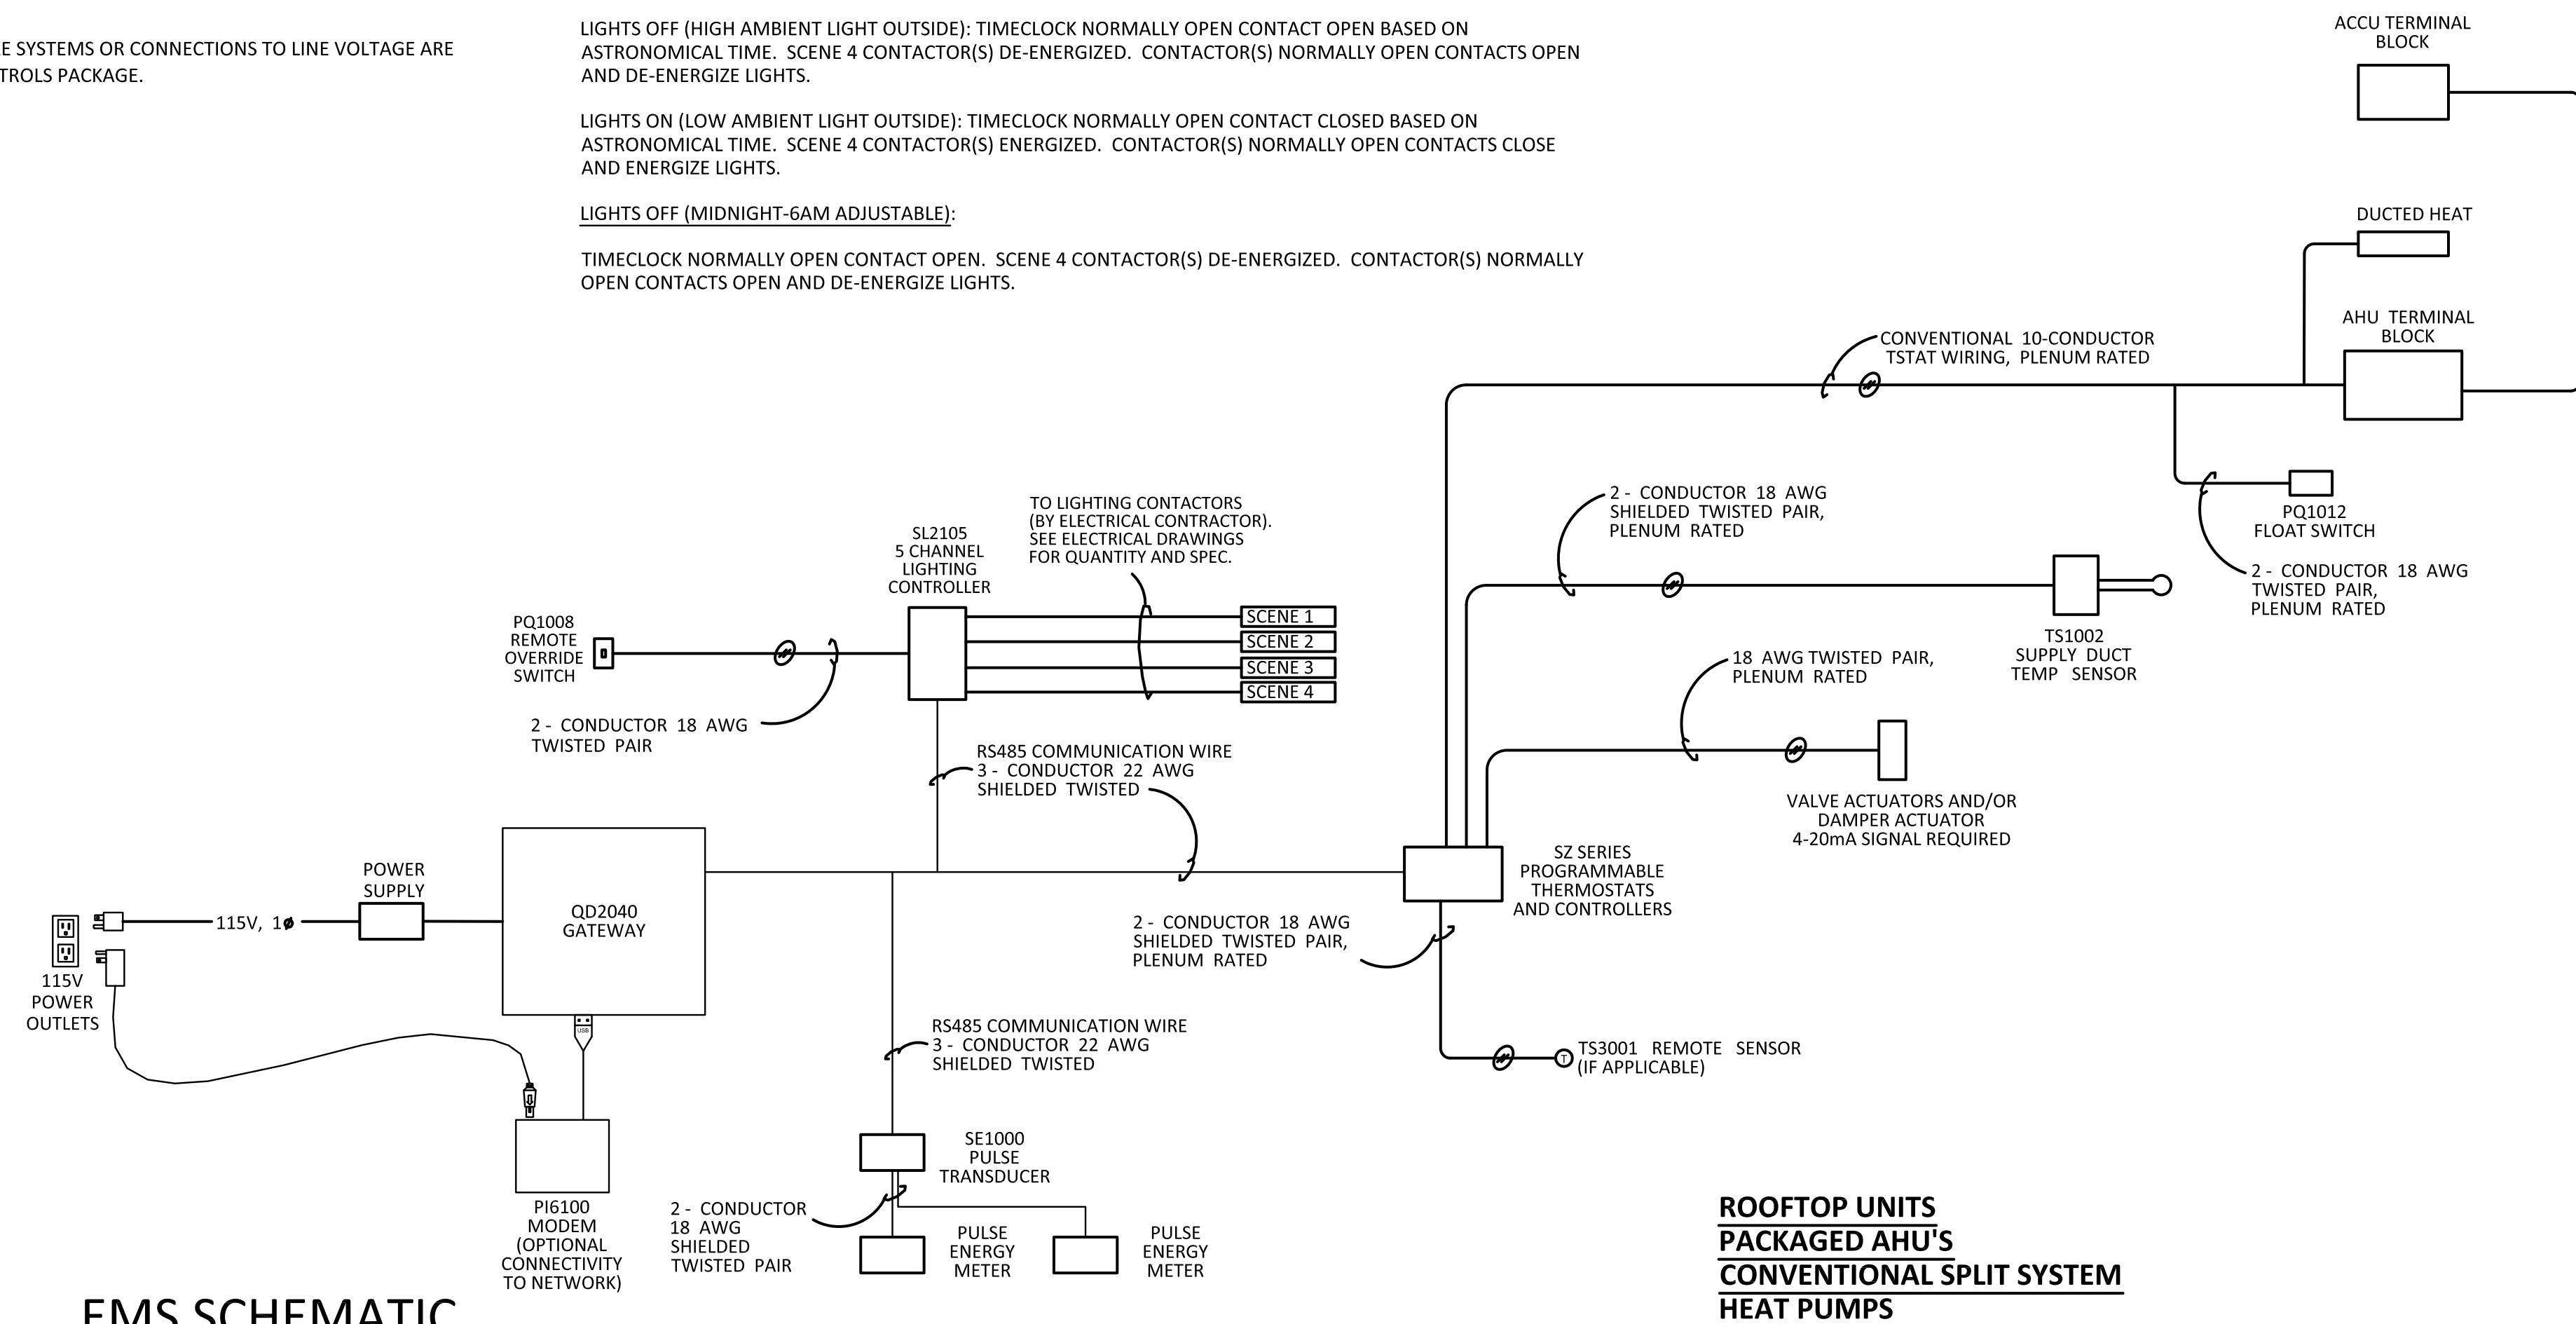 E SYSTEMS OR CONNECTIONS TO LINE VOLTAGE ARE
TROLS PACKAGE.
LIGHTS OFF (HIGH AMBIENT LIGHT OUTSIDE): TIMECLOCK NORMALLY OPEN CONTACT OPEN BASED ON
ASTRONOMICAL TIME. SCENE 4 CONTACTOR(S) DE-ENERGIZED. CONTACTOR(S) NORMALLY OPEN CONTACTS OPEN
AND DE-ENERGIZE LIGHTS.
LIGHTS ON (LOW AMBIENT LIGHT OUTSIDE): TIMECLOCK NORMALLY OPEN CONTACT CLOSED BASED ON
ASTRONOMICAL TIME. SCENE 4 CONTACTOR(S) ENERGIZED. CONTACTOR(S) NORMALLY OPEN CONTACTS CLOSE
AND ENERGIZE LIGHTS.
LIGHTS OFF (MIDNIGHT-6AM ADJUSTABLE):
TIMECLOCK NORMALLY OPEN CONTACT OPEN. SCENE 4 CONTACTOR(S) DE-ENERGIZED. CONTACTOR(S) NORMALLY
OPEN CONTACTS OPEN AND DE-ENERGIZE LIGHTS.
ACCU TERMINAL
BLOCK
DUCTED HEAT
AHU TERMINAL
BLOCK
CONVENTIONAL 10-CONDUCTOR
TSTAT WIRING, PLENUM RATED
PQ1012
FLOAT SWITCH
2 - CONDUCTOR 18 AWG
TWISTED PAIR,
PLENUM RATED
2 - CONDUCTOR 18 AWG
SHIELDED TWISTED PAIR,
PLENUM RATED
TS1002
SUPPLY DUCT
TEMP SENSOR
18 AWG TWISTED PAIR,
PLENUM RATED
VALVE ACTUATORS AND/OR
DAMPER ACTUATOR
4-20mA SIGNAL REQUIRED
TO LIGHTING CONTACTORS
(BY ELECTRICAL CONTRACTOR).
SEE ELECTRICAL DRAWINGS
FOR QUANTITY AND SPEC.
SL2105
5 CHANNEL
LIGHTING
CONTROLLER
SCENE 1
SCENE 2
SCENE 3
SCENE 4
PQ1008
REMOTE
OVERRIDE
SWITCH
2 - CONDUCTOR 18 AWG
TWISTED PAIR
RS485 COMMUNICATION WIRE
3 - CONDUCTOR 22 AWG
SHIELDED TWISTED
SZ SERIES
PROGRAMMABLE
THERMOSTATS
AND CONTROLLERS
POWER
SUPPLY
115V, 1ø
QD2040
GATEWAY
115V
POWER
OUTLETS
USB
2 - CONDUCTOR 18 AWG
SHIELDED TWISTED PAIR,
PLENUM RATED
RS485 COMMUNICATION WIRE
3 - CONDUCTOR 22 AWG
SHIELDED TWISTED
T
TS3001 REMOTE SENSOR
(IF APPLICABLE)
SE1000
PULSE
TRANSDUCER
PI6100
MODEM
(OPTIONAL
CONNECTIVITY
TO NETWORK)
2 - CONDUCTOR
18 AWG
SHIELDED
TWISTED PAIR
PULSE
ENERGY
METER
PULSE
ENERGY
METER
ROOFTOP UNITS
PACKAGED AHU'S
CONVENTIONAL SPLIT SYSTEM
HEAT PUMPS
EMS SCHEMATIC